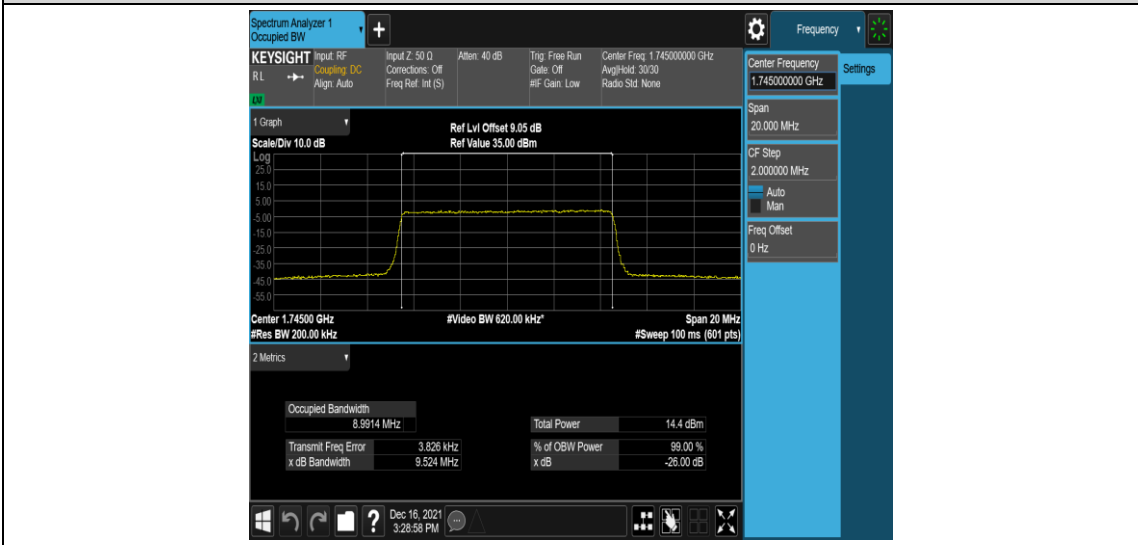 Spectrum Analyzer 1
Occupied BW
Frequency
KEYSIGHT
R L
LNI
Input: RF
Coupling: DC
Align: Auto
Input Z: 50 Ω
Corrections: Off
Freq Ref: Int (S)
Atten: 40 dB
Trig: Free Run
Gate: Off
#IF Gain: Low
Center Freq: 1.745000000 GHz
Avg|Hold: 30/30
Radio Std: None
Center Frequency
1.745000000 GHz
Settings
Span
20.000 MHz
CF Step
2.000000 MHz
Auto
Man
Freq Offset
0 Hz
1 Graph
Scale/Div 10.0 dB
Ref Lvl Offset 9.05 dB
Ref Value 35.00 dBm
Log
25.0
15.0
5.00
-5.00
-15.0
-25.0
-35.0
-45.0
-55.0
Center 1.74500 GHz
#Video BW 620.00 kHz*
Span 20 MHz
#Res BW 200.00 kHz
#Sweep 100 ms (601 pts)
2 Metrics
Occupied Bandwidth
8.9914 MHz
Total Power 14.4 dBm
Transmit Freq Error 3.826 kHz
% of OBW Power 99.00 %
x dB Bandwidth 9.524 MHz
x dB -26.00 dB
?
Dec 16, 2021
3:28:58 PM